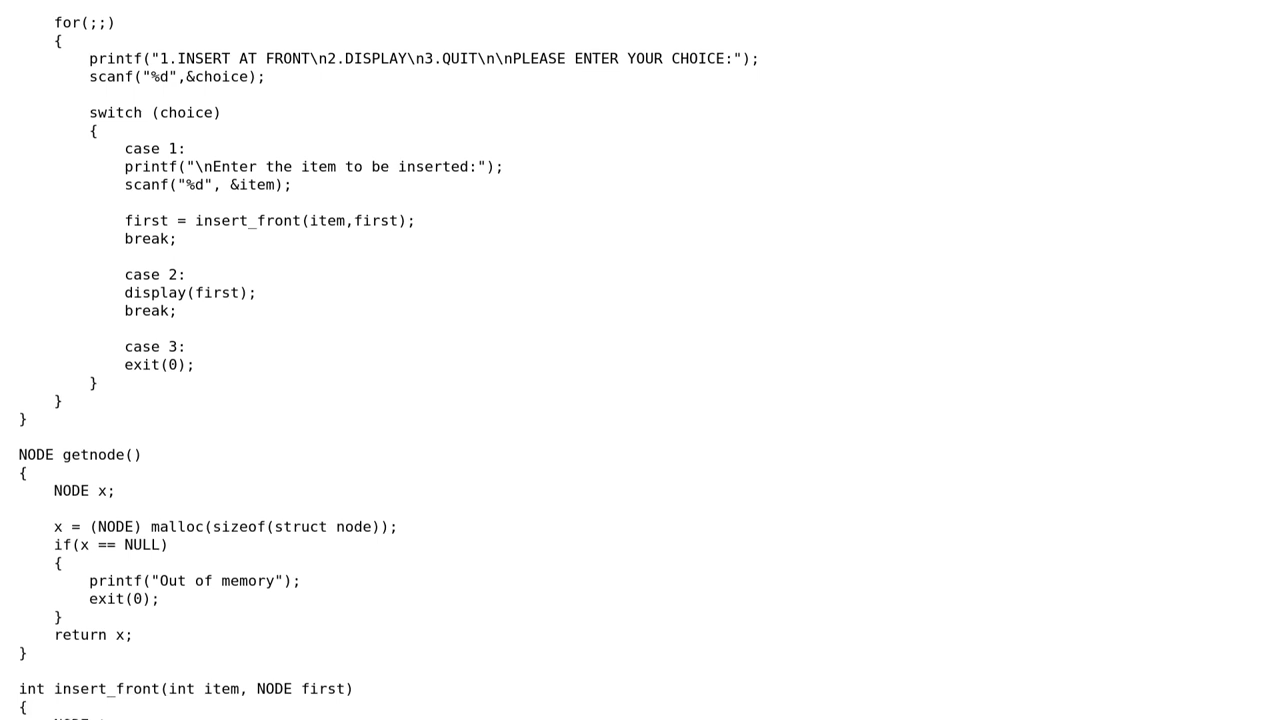 for(;;)
{
printf("1.INSERT AT FRONT\n2.DISPLAY\n3.QUIT\n\nPLEASE ENTER YOUR CHOICE:");
scanf("%d",&choice);
switch (choice)
{
case 1:
printf("\nEnter the item to be inserted:");
scanf("%d", &item);
first = insert_front(item,first);
break;
case 2:
display(first);
break;
case 3:
exit(0);
}
}
}
NODE getnode()
{
NODE x;
x = (NODE) malloc(sizeof(struct node));
if(x == NULL)
{
printf("Out of memory");
exit(0);
}
return x;
}
int insert_front(int item, NODE first)
{